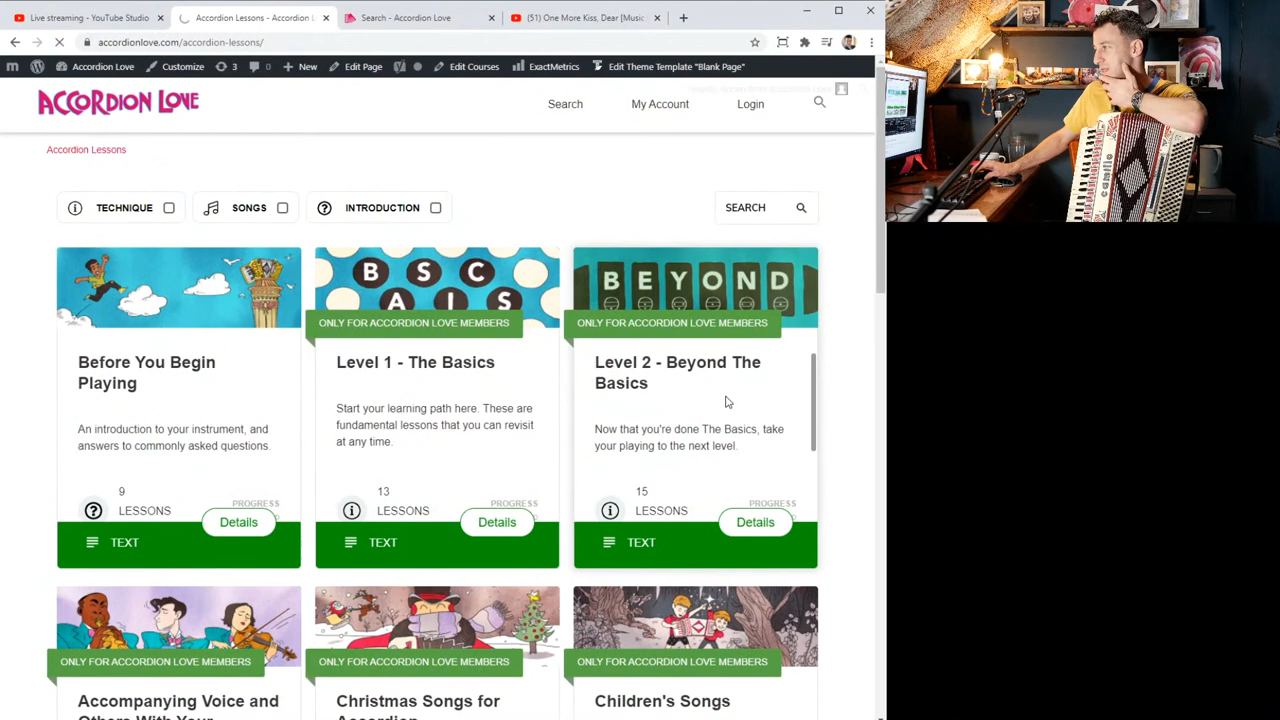 Live streaming - YouTube Studio
Accordion Lessons - Accordion L
Search - Accordion Love
(51) One More Kiss, Dear [Music
accordionlove.com/accordion-lessons/
Accordion Love
Customize
3
0
New
Edit Page
Edit Courses
ExactMetrics
Edit Theme Template "Blank Page"
ACCORDION LOVE
Search
My Account
Login
Accordion Lessons
TECHNIQUE
SONGS
INTRODUCTION
SEARCH
BSC
AIS
BEYOND
ONLY FOR ACCORDION LOVE MEMBERS
ONLY FOR ACCORDION LOVE MEMBERS
Before You Begin
Playing
An introduction to your instrument, and
answers to commonly asked questions.
9
LESSONS
PROGRESS
Details
TEXT
Level 1 - The Basics
Start your learning path here. These are
fundamental lessons that you can revisit
at any time.
13
LESSONS
PROGRESS
Details
TEXT
Level 2 - Beyond The
Basics
Now that you're done The Basics, take
your playing to the next level.
15
LESSONS
PROGRESS
Details
TEXT
ONLY FOR ACCORDION LOVE MEMBERS
ONLY FOR ACCORDION LOVE MEMBERS
ONLY FOR ACCORDION LOVE MEMBERS
Accompanying Voice and
Others With Your
Christmas Songs for
Accordion
Children's Songs